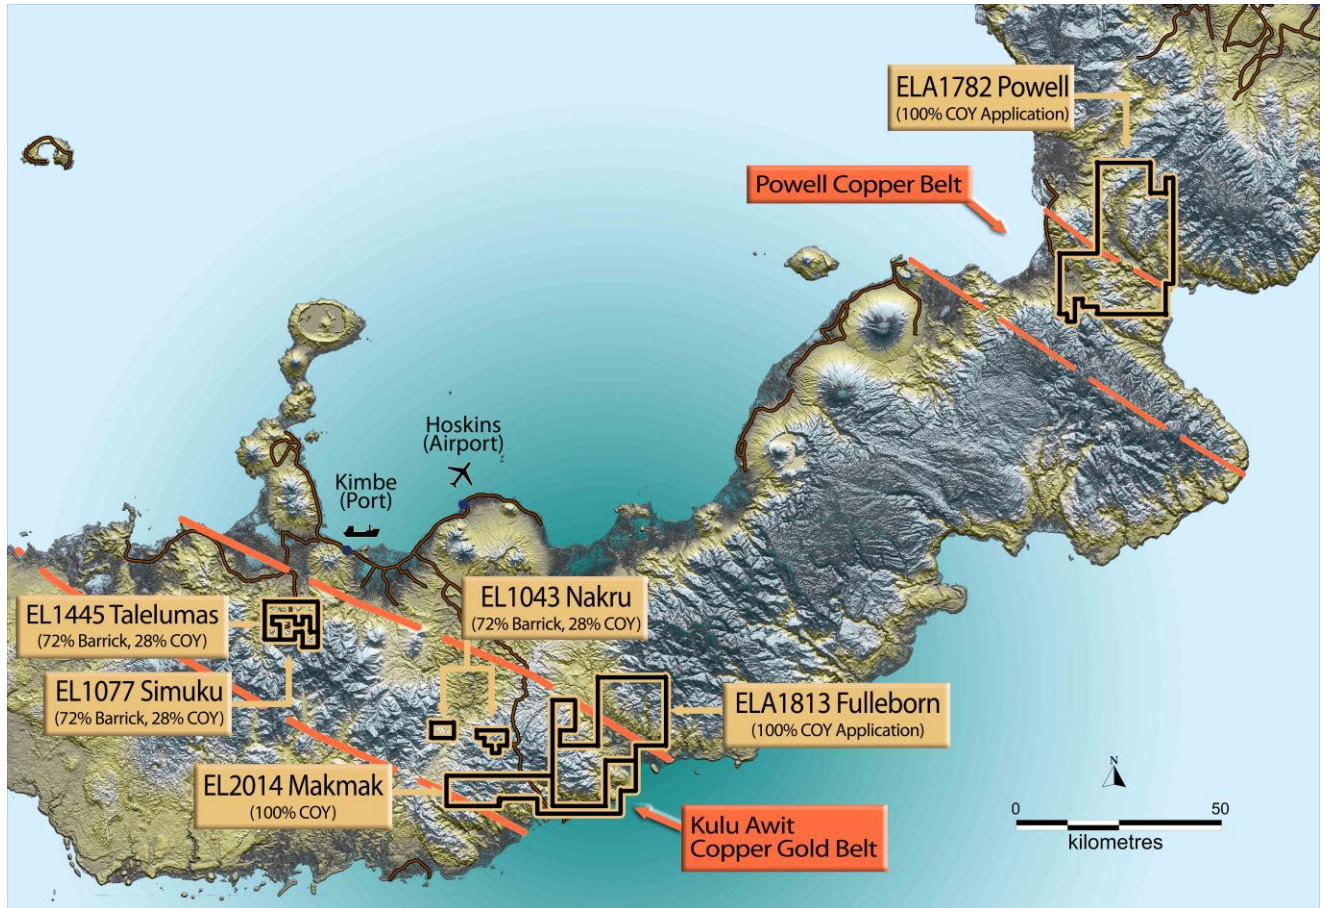 ELA1782 Powell
(100% COY Application)
Powell Copper Belt
Hoskins
(Airport)
Kimbe
(Port)
EL1445 Talelumas
(72% Barrick, 28% COY)
EL1043 Nakru
(72% Barrick, 28% COY)
EL1077 Simuku
(72% Barrick, 28% COY)
ELA1813 Fulleborn
(100% COY Application)
EL2014 Makmak
(100% COY)
Kulu Awit
Copper Gold Belt
N
0 50
kilometres